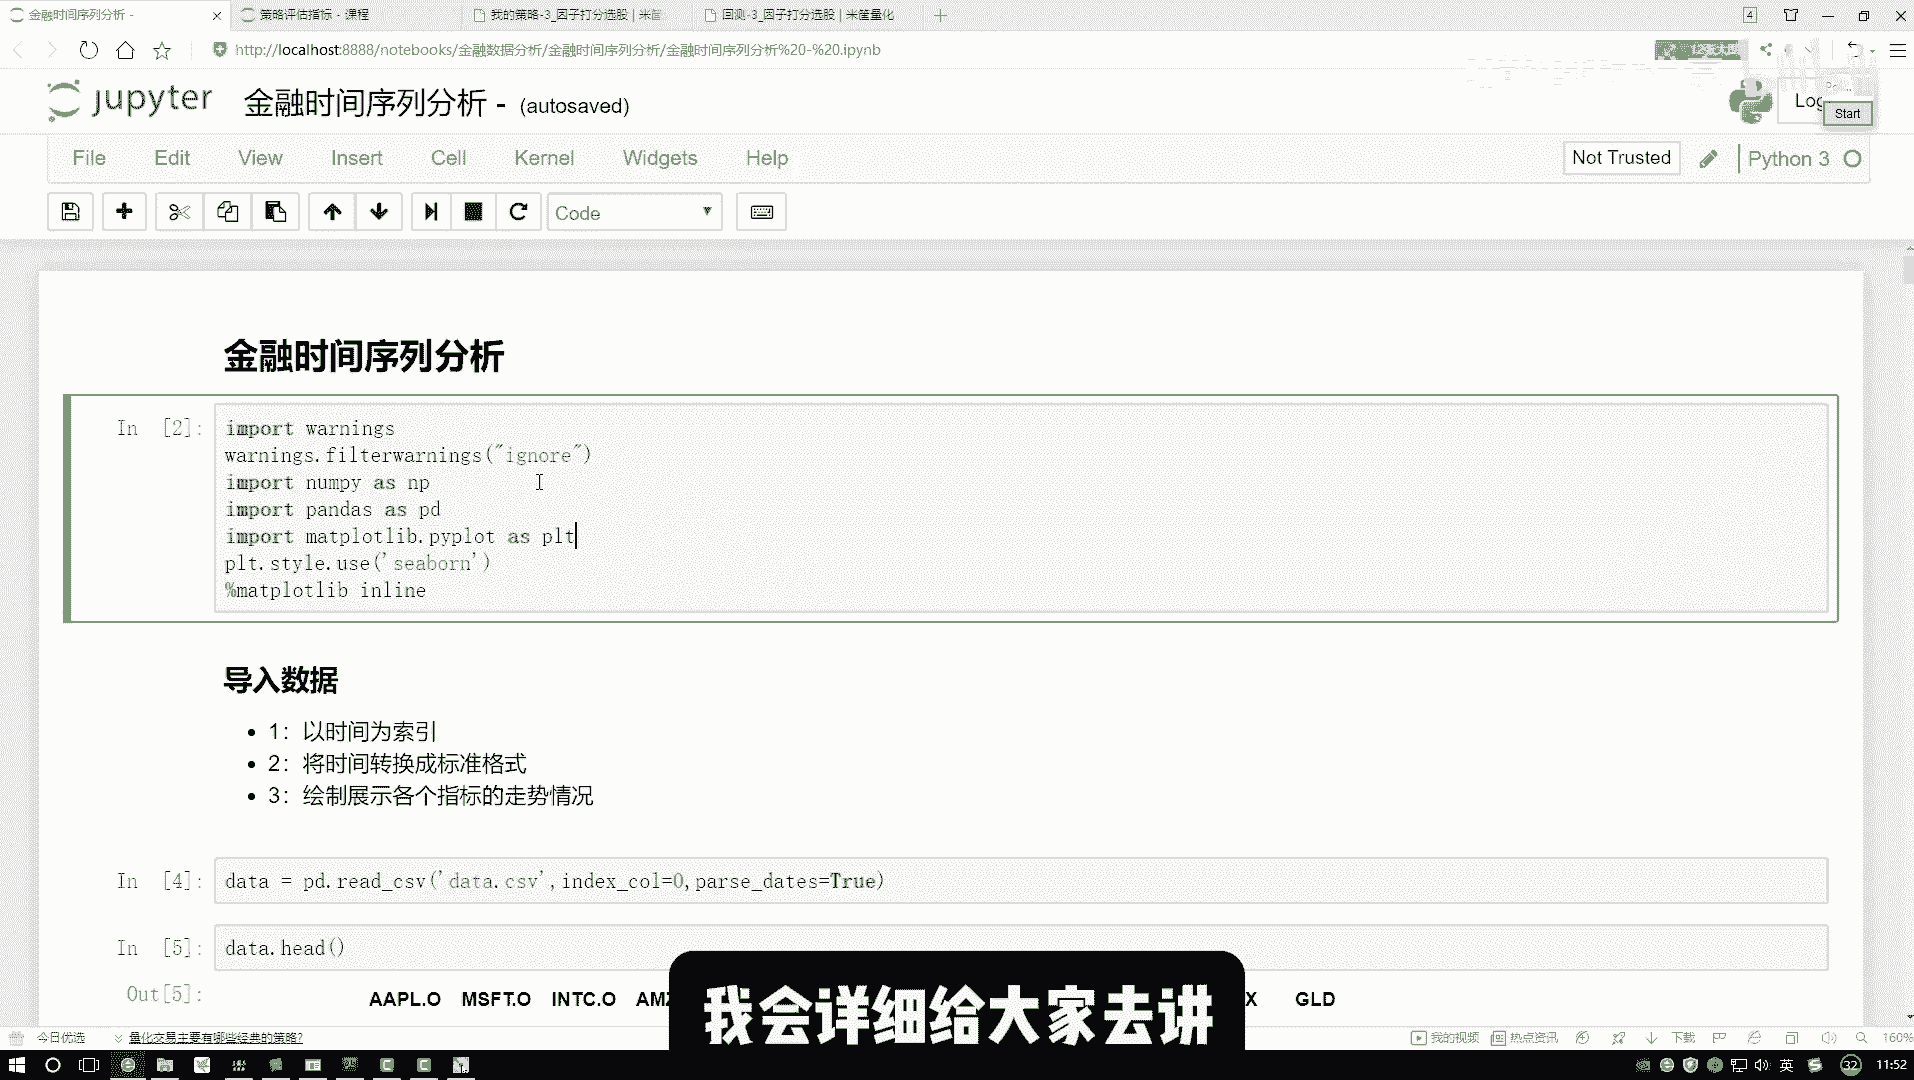 金融时间序列分析 -
策略评估指标 - 课程
我的策略-3_因子打分选股 | 米筐
回测-3_因子打分选股 | 米筐量化
4
http://localhost:8888/notebooks/金融数据分析/金融时间序列分析/金融时间序列分析%20-%20.ipynb
jupyter 金融时间序列分析 - (autosaved)
Start
File Edit View Insert Cell Kernel Widgets Help
Not Trusted
Python 3
Code
金融时间序列分析
In [2]:
import warnings
warnings.filterwarnings("ignore")
import numpy as np
import pandas as pd
import matplotlib.pyplot as plt
plt.style.use('seaborn')
%matplotlib inline
导入数据
1：以时间为索引
2：将时间转换成标准格式
3：绘制展示各个指标的走势情况
In [4]: data = pd.read_csv('data.csv',index_col=0,parse_dates=True)
In [5]: data.head()
Out[5]:
AAPL.O MSFT.O INTC.O GLD
我会详细给大家去讲
今日优选
量化交易主要有哪些经典的策略?
我的视频 热点资讯 下载 160%
英 32 11:52